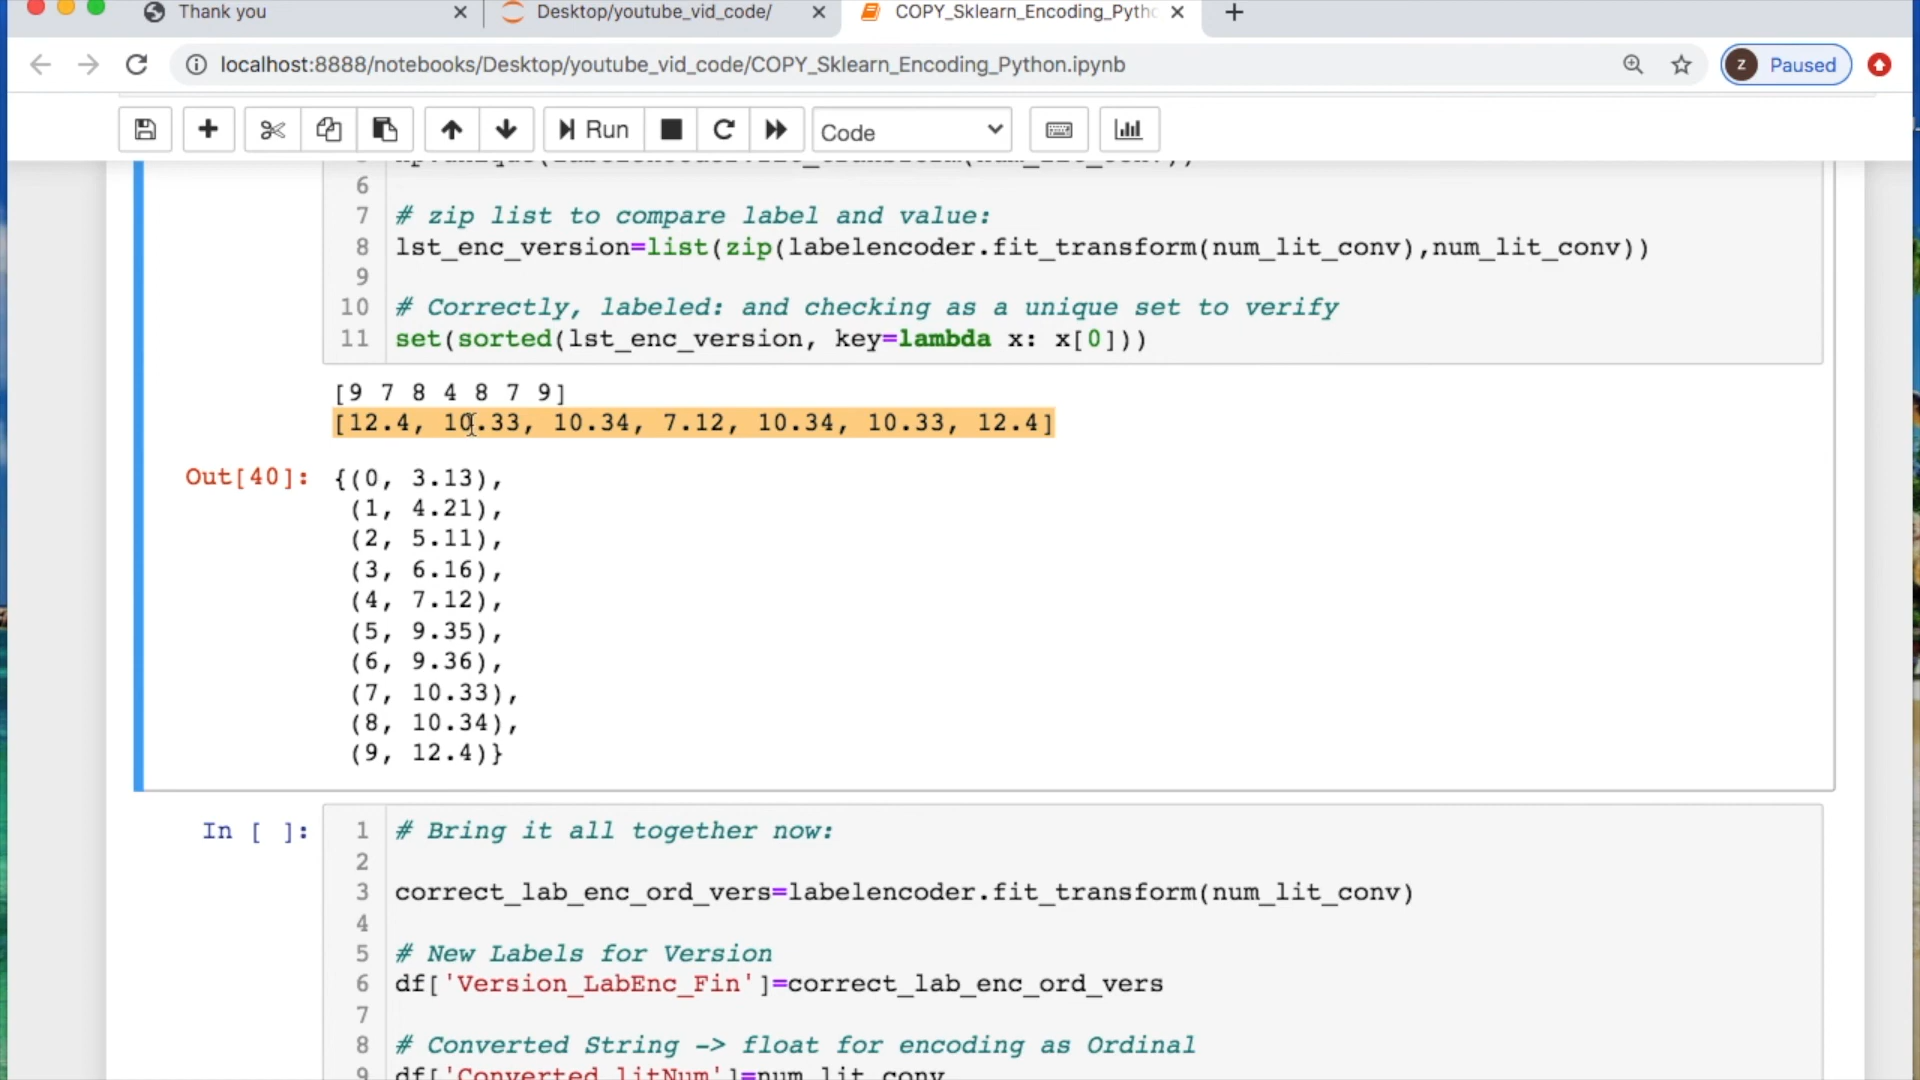 Thank you
Desktop/youtube_vid_code/
COPY_Sklearn_Encoding_Pytho
localhost:8888/notebooks/Desktop/youtube_vid_code/COPY_Sklearn_Encoding_Python.ipynb
z Paused
Run
Code
6
7 # zip list to compare label and value:
8 lst_enc_version=list(zip(labelencoder.fit_transform(num_lit_conv),num_lit_conv))
9
10 # Correctly, labeled: and checking as a unique set to verify
11 set(sorted(lst_enc_version, key=lambda x: x[0]))
[9 7 8 4 8 7 9]
[12.4, 10.33, 10.34, 7.12, 10.34, 10.33, 12.4]
Out[40]: {(0, 3.13),
(1, 4.21),
(2, 5.11),
(3, 6.16),
(4, 7.12),
(5, 9.35),
(6, 9.36),
(7, 10.33),
(8, 10.34),
(9, 12.4)}
In [ ]: 1 # Bring it all together now:
2
3 correct_lab_enc_ord_vers=labelencoder.fit_transform(num_lit_conv)
4
5 # New Labels for Version
6 df['Version_LabEnc_Fin']=correct_lab_enc_ord_vers
7
8 # Converted String -> float for encoding as Ordinal
9 df['Converted_litNum']=num_lit_conv